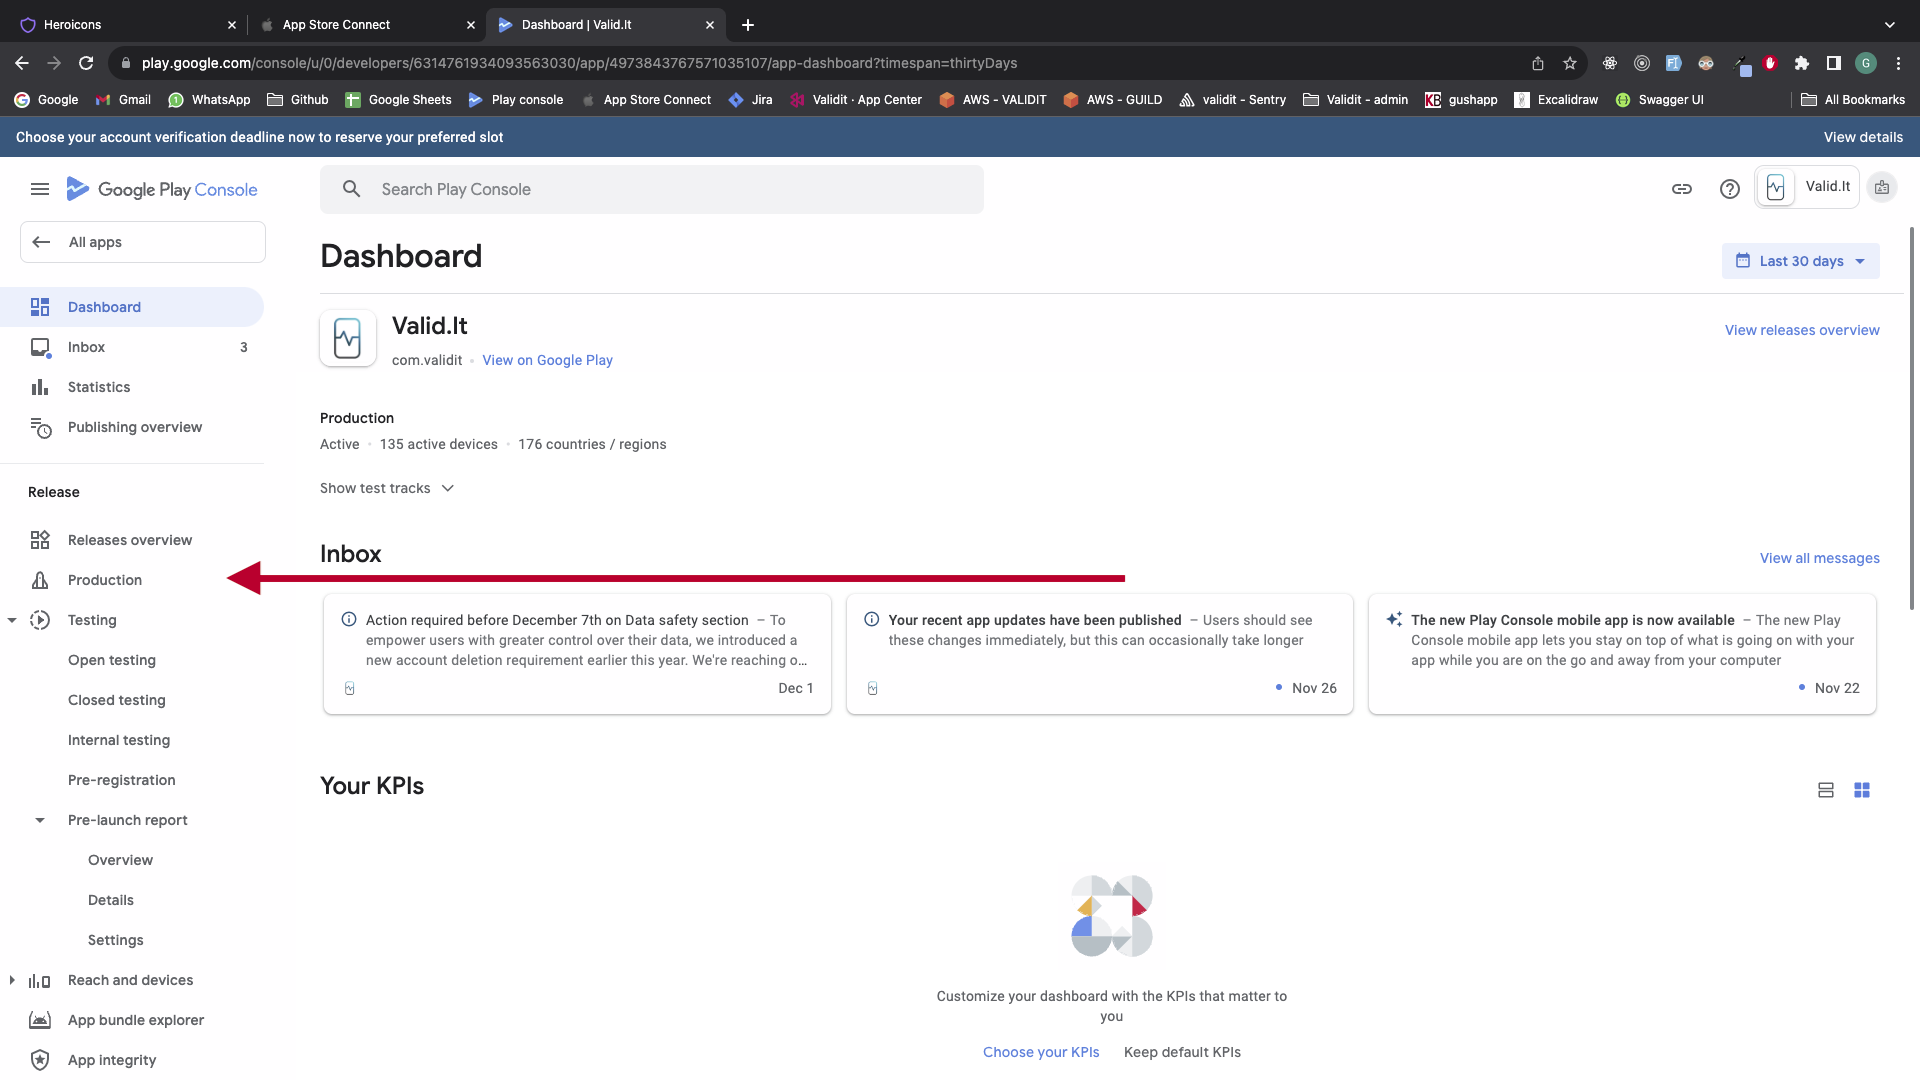 Heroicons
App Store Connect
Dashboard | Valid.It
play.google.com/console/u/0/developers/6314761934093563030/app/4973843767571035107/app-dashboard?timespan=thirtyDays
G
Google
Gmail
WhatsApp
Github
Google Sheets
Play console
App Store Connect
Jira
Validit · App Center
AWS - VALIDIT
AWS - GUILD
validit - Sentry
Validit - admin
KB
gushapp
Excalidraw
Swagger UI
All Bookmarks
Choose your account verification deadline now to reserve your preferred slot
View details
Google Play Console
Search Play Console
Valid.It
All apps
Dashboard
Inbox
3
Statistics
Publishing overview
Release
Releases overview
Production
Testing
Open testing
Closed testing
Internal testing
Pre-registration
Pre-launch report
Overview
Details
Settings
Reach and devices
App bundle explorer
App integrity
Dashboard
Last 30 days
Valid.It
com.validit • View on Google Play
View releases overview
Production
Active • 135 active devices • 176 countries / regions
Show test tracks
Inbox
View all messages
Action required before December 7th on Data safety section – To
empower users with greater control over their data, we introduced a
new account deletion requirement earlier this year. We're reaching o...
Dec 1
Your recent app updates have been published – Users should see
these changes immediately, but this can occasionally take longer
Nov 26
The new Play Console mobile app is now available – The new Play
Console mobile app lets you stay on top of what is going on with your
app while you are on the go and away from your computer
Nov 22
Your KPIs
Customize your dashboard with the KPIs that matter to
you
Choose your KPIs
Keep default KPIs